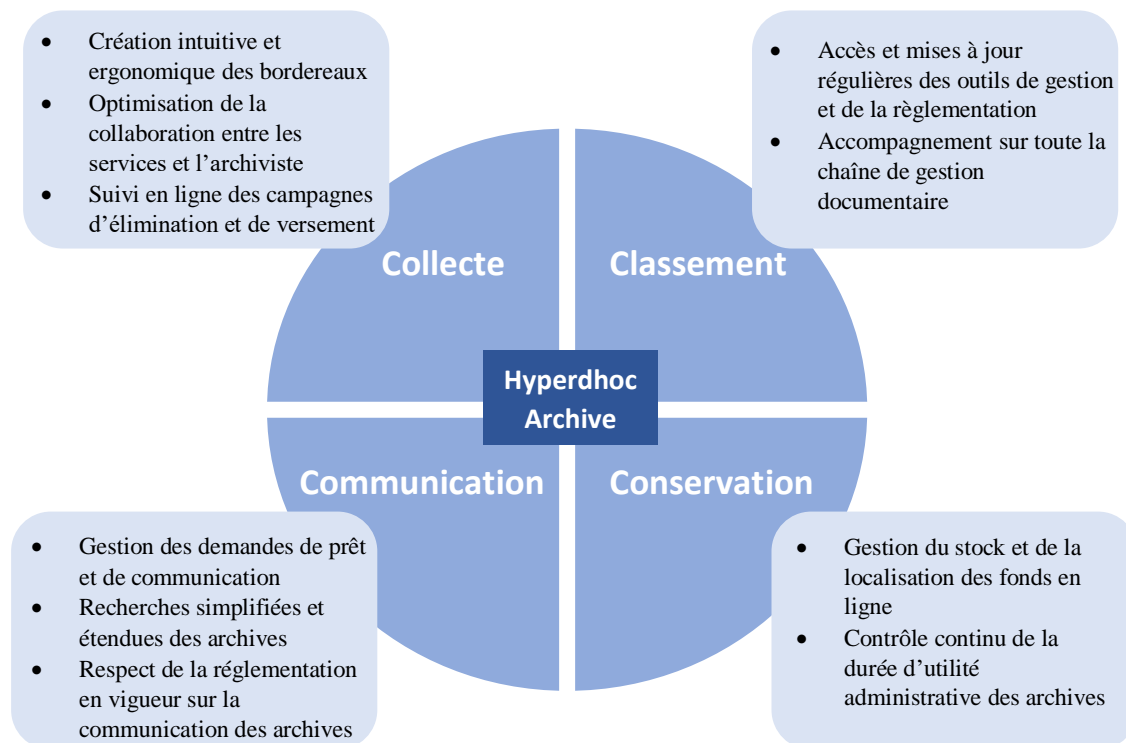 • Création intuitive et
ergonomique des bordereaux
• Optimisation de la
collaboration entre les
services et l’archiviste
• Suivi en ligne des campagnes
d’élimination et de versement
• Accès et mises à jour
régulières des outils de gestion
et de la règlementation
• Accompagnement sur toute la
chaîne de gestion
documentaire
Collecte
Classement
Hyperdhoc
Archive
Communication
Conservation
• Gestion des demandes de prêt
et de communication
• Recherches simplifiées et
étendues des archives
• Respect de la réglementation
en vigueur sur la
communication des archives
• Gestion du stock et de la
localisation des fonds en
ligne
• Contrôle continu de la
durée d’utilité
administrative des archives